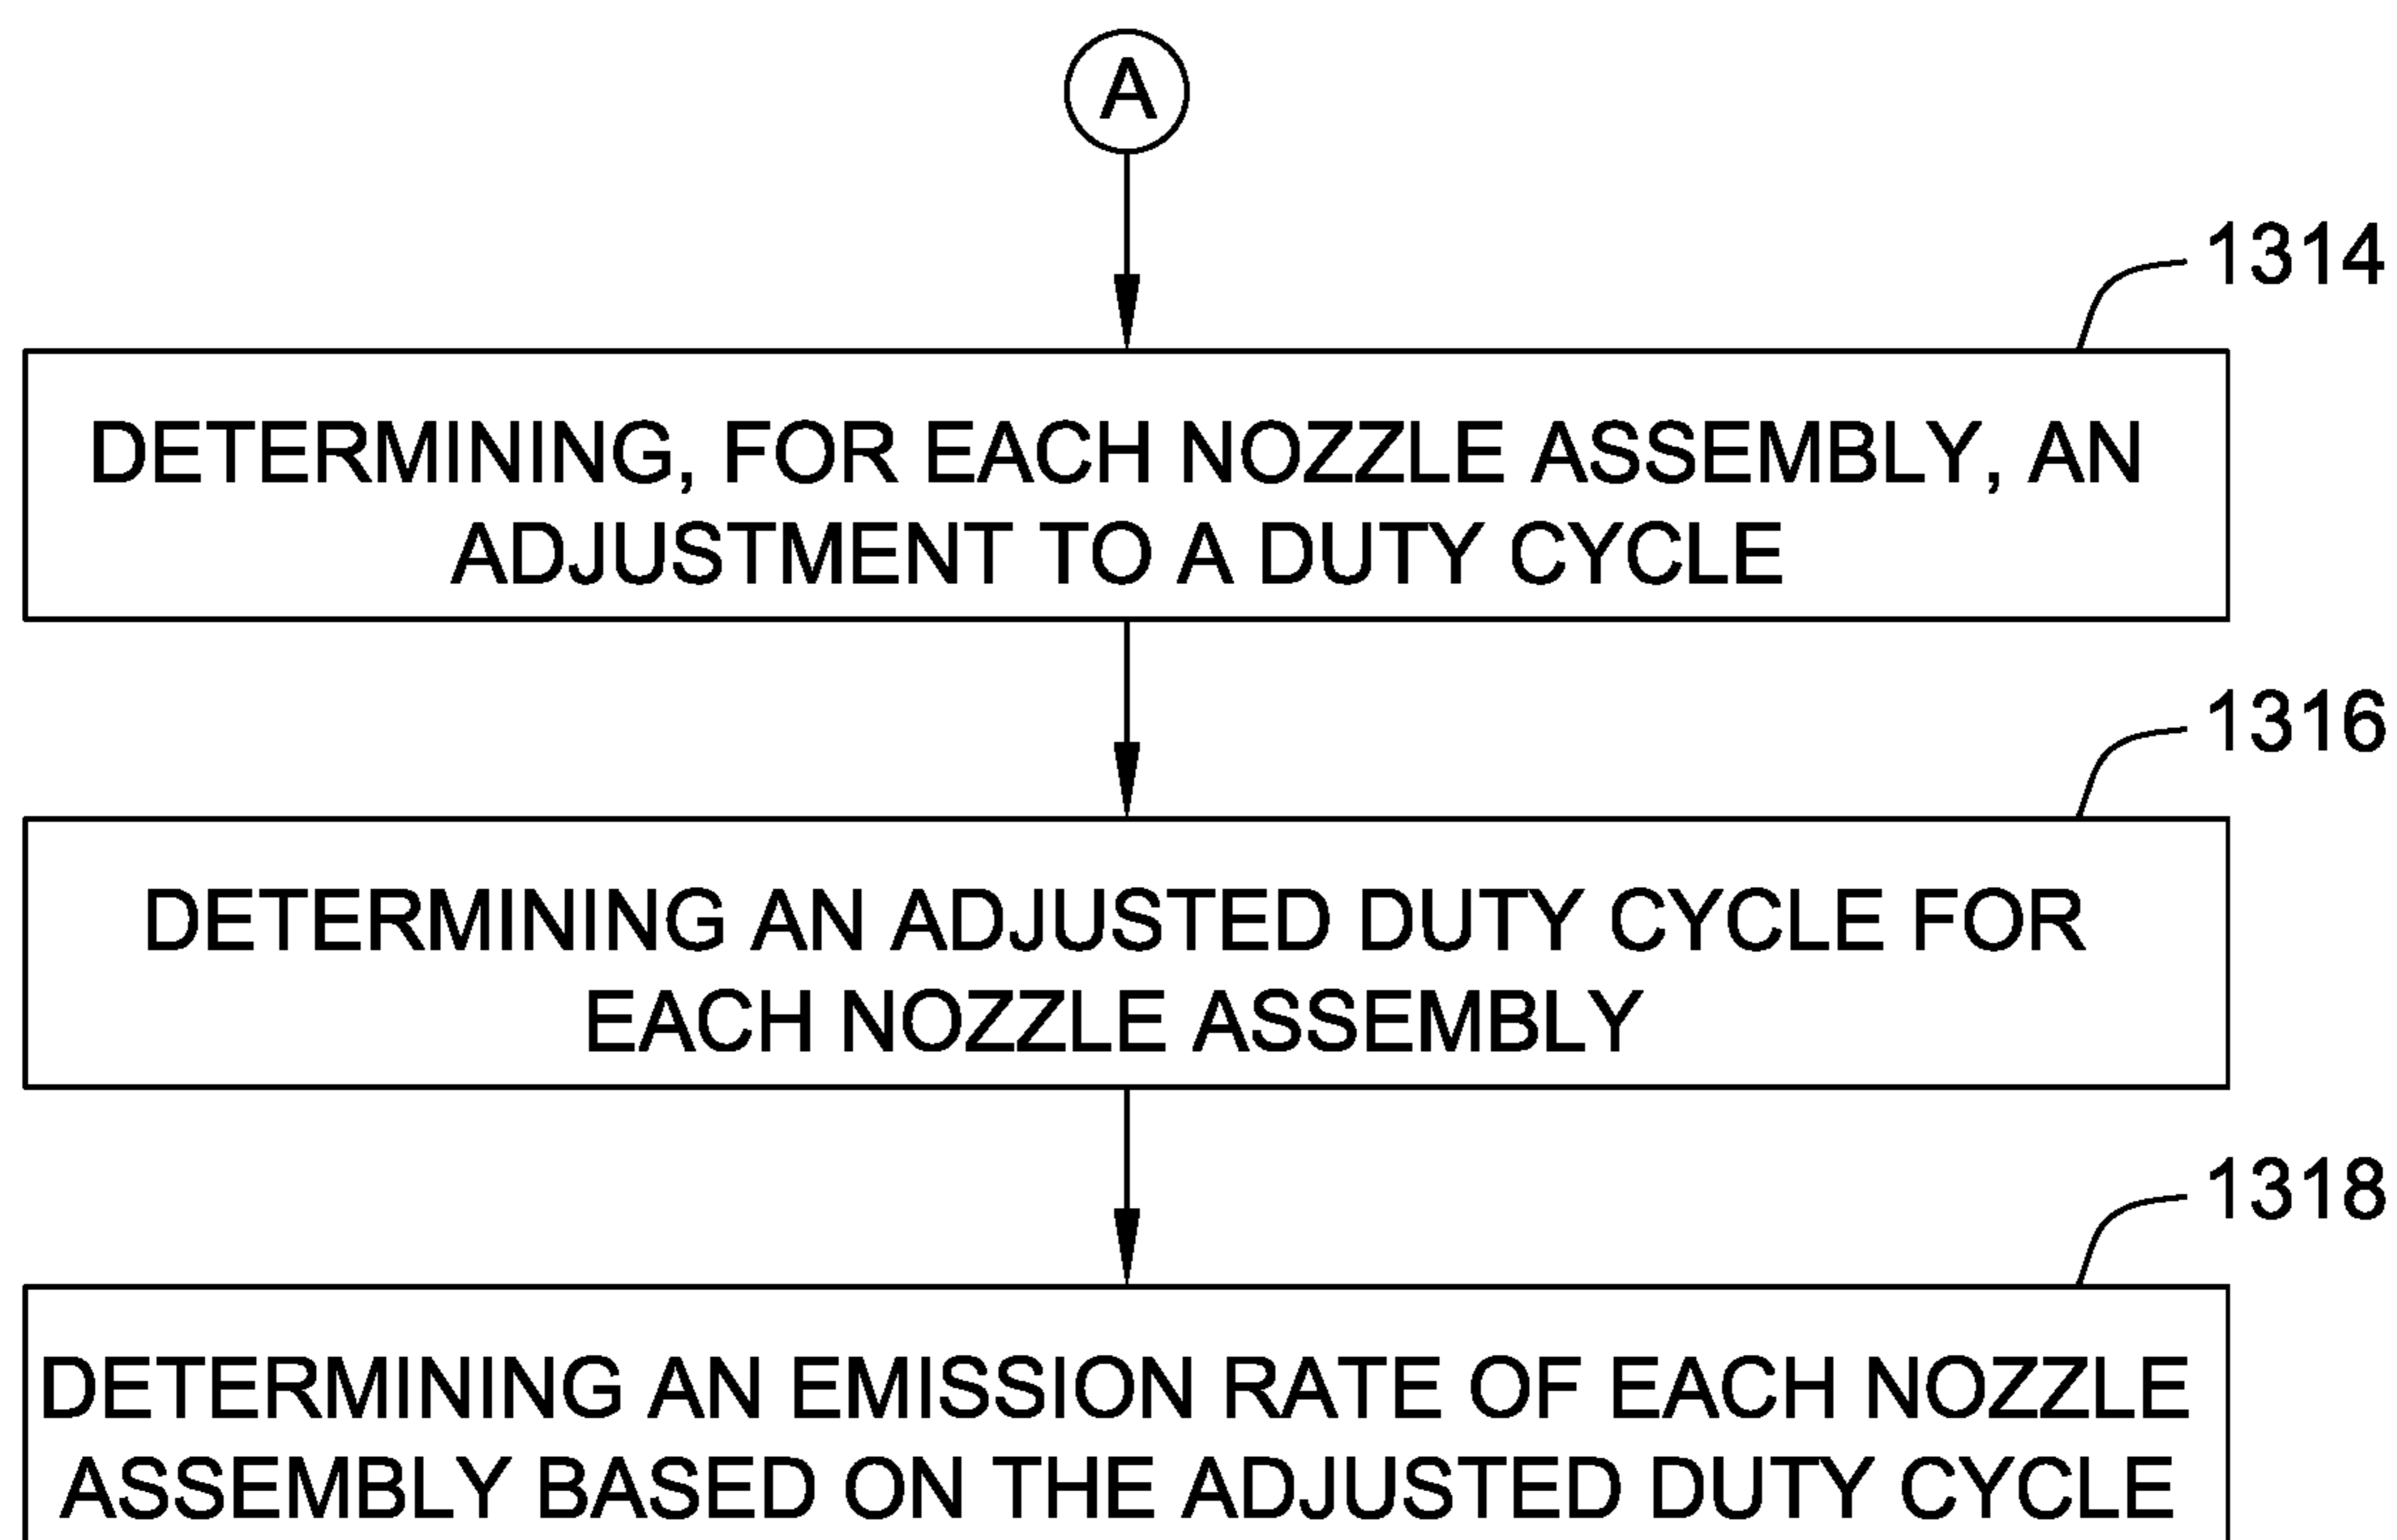 A
1314
DETERMINING, FOR EACH NOZZLE ASSEMBLY, AN
ADJUSTMENT TO A DUTY CYCLE
1316
DETERMINING AN ADJUSTED DUTY CYCLE FOR
EACH NOZZLE ASSEMBLY
1318
DETERMINING AN EMISSION RATE OF EACH NOZZLE
ASSEMBLY BASED ON THE ADJUSTED DUTY CYCLE